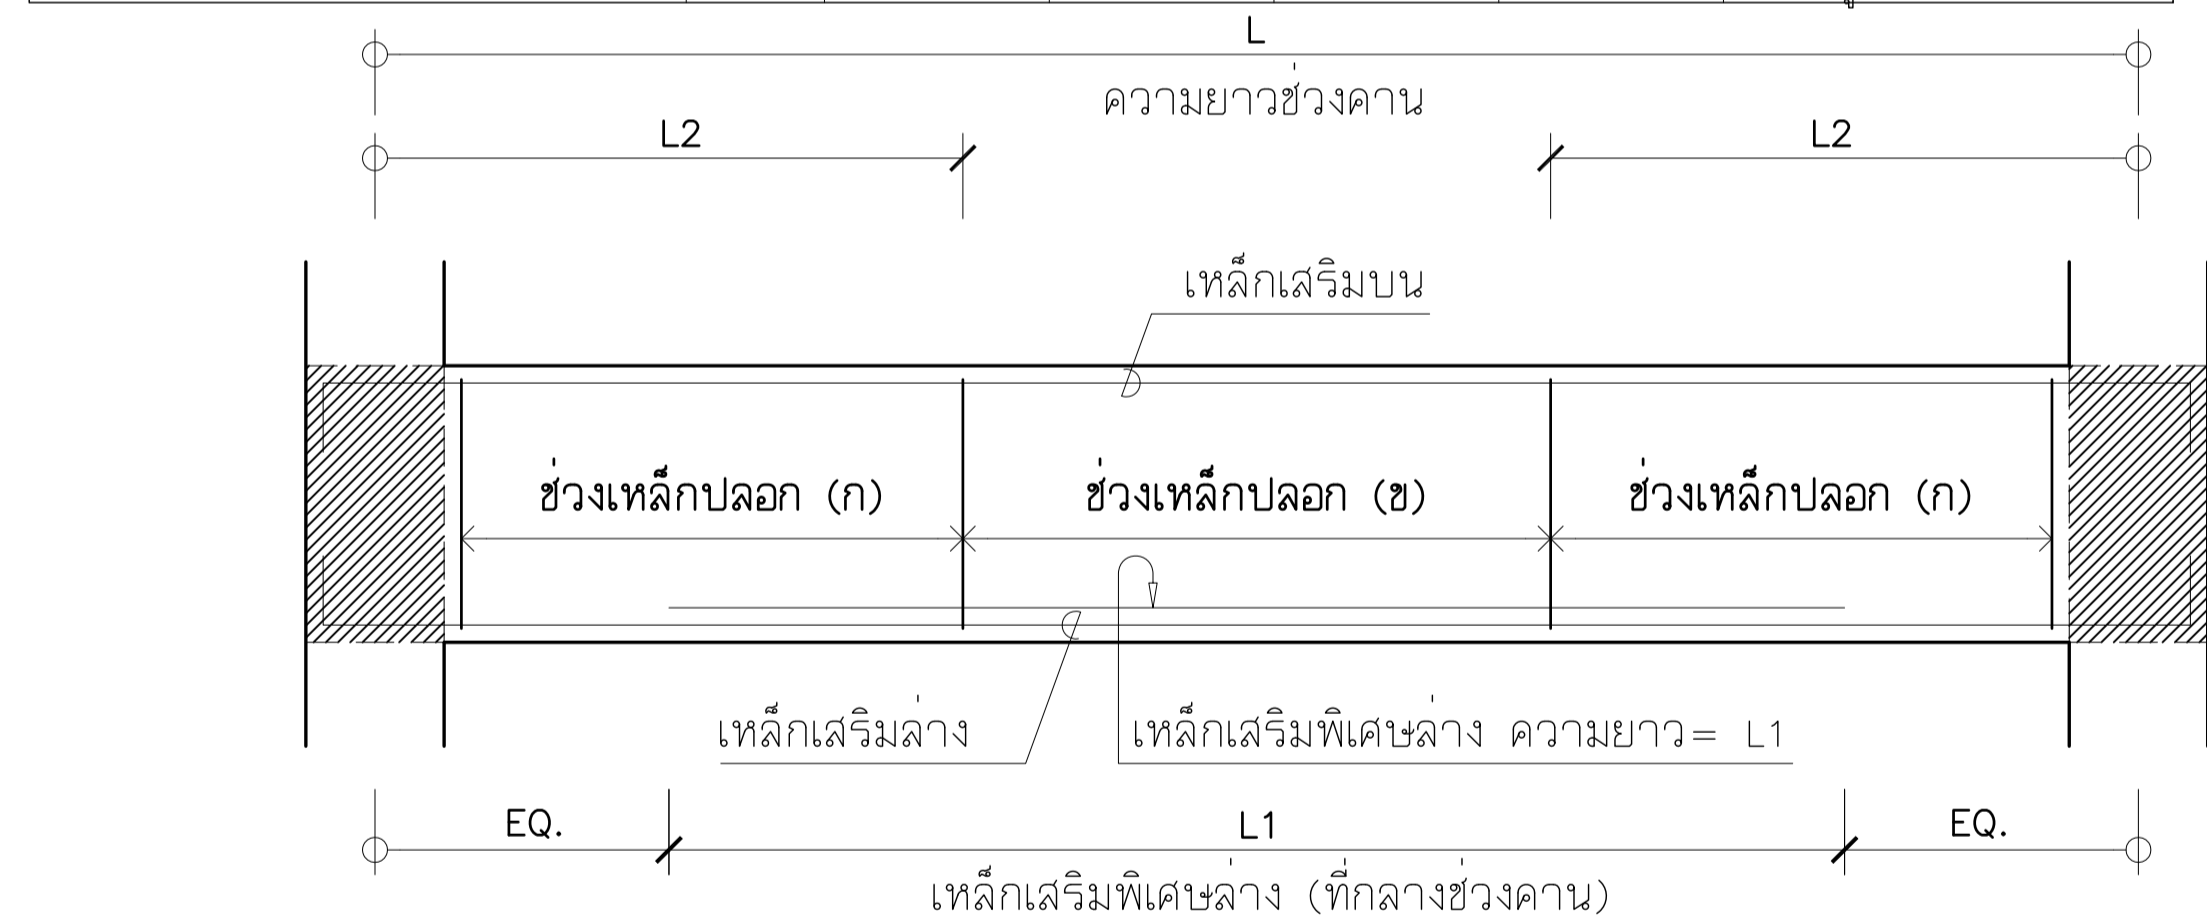 L
ความยาวช่วงคาน
L2 L2
เหล็กเสริมบน
ช่วงเหล็กปลอก (ก) ช่วงเหล็กปลอก (ข) ช่วงเหล็กปลอก (ก)
เหล็กเสริมล่าง เหล็กเสริมพิเศษล่าง ความยาว= L1
EQ. L1 EQ.
เหล็กเสริมพิเศษล่าง (ที่กลางช่วงคาน)